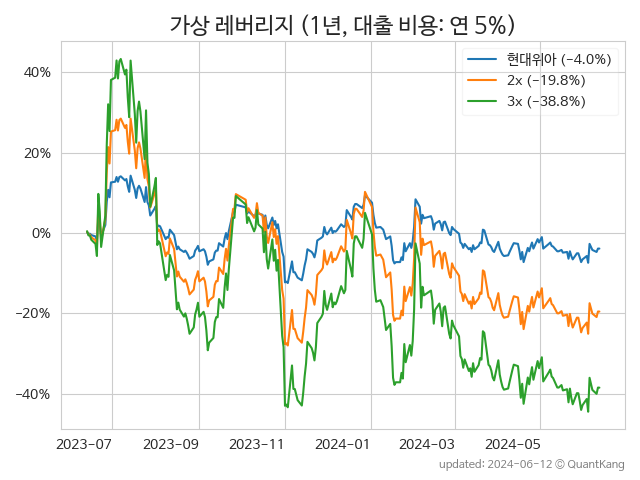 가상 레버리지 (1년, 대출 비용: 연 5%)
현대위아 (−4.0%)
2x (−19.8%)
3x (−38.8%)
40%
20%
0%
−20%
−40%
2023-07 2023-09 2023-11 2024-01 2024-03 2024-05
updated: 2024-06-12 © QuantKang